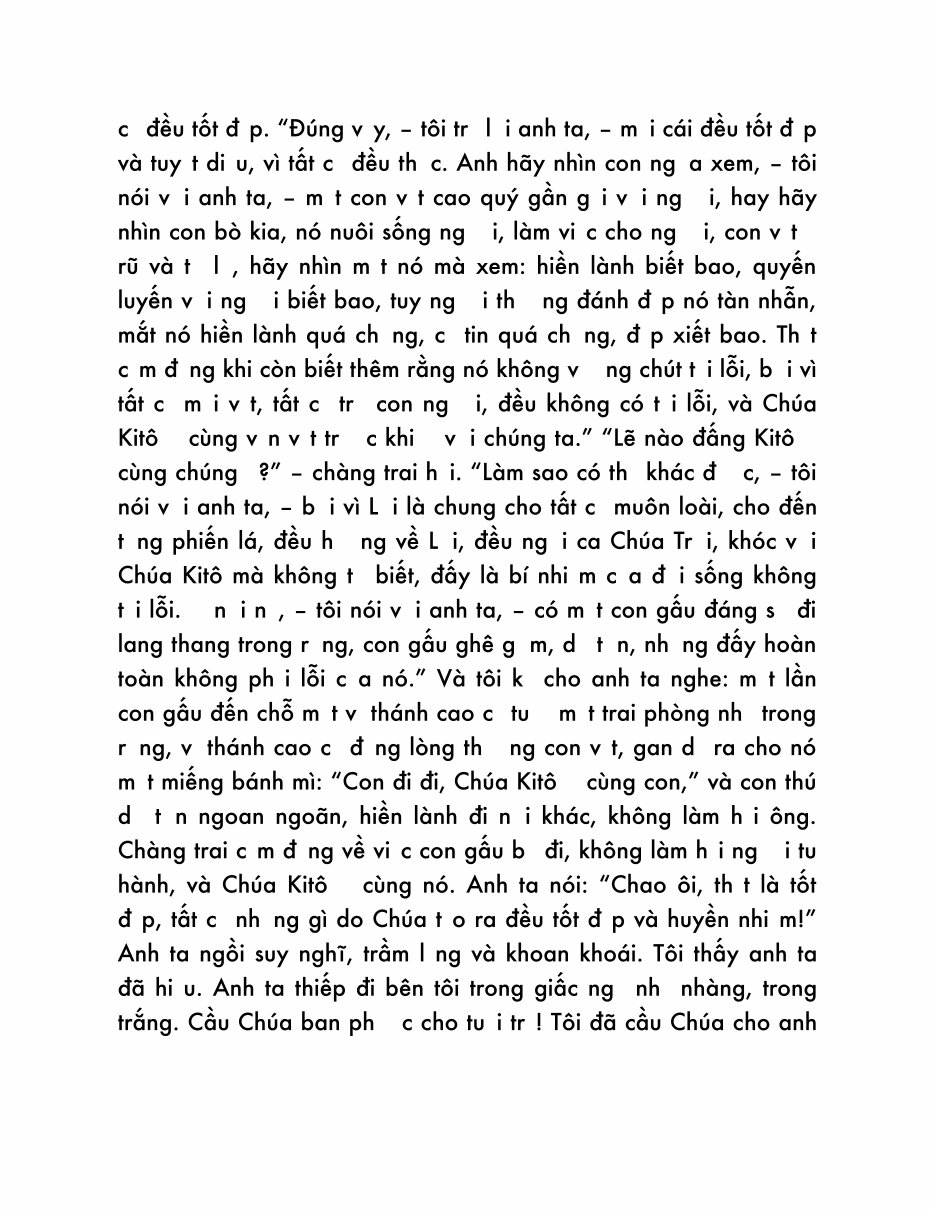 c đều tốt đ p. “Đúng v y, – tôi tr l i anh ta, – m i cái đều tốt đ p
và tuy t di u, vì tất c đều th c. Anh hãy nhìn con ng a xem, – tôi
nói v i anh ta, – m t con v t cao quý gần g i v i ng i, hay hãy
nhìn con bò kia, nó nuôi sống ng i, làm vi c cho ng i, con v t
rũ và t l , hãy nhìn m t nó mà xem: hiền lành biết bao, quyến
luyến v i ng i biết bao, tuy ng i th ng đánh đ p nó tàn nhẫn,
mắt nó hiền lành quá ch ng, c tin quá ch ng, đ p xiết bao. Th t
c m đ ng khi còn biết thêm rằng nó không v ng chút t i lỗi, b i vì
tất c m i v t, tất c tr con ng i, đều không có t i lỗi, và Chúa
Kitô cùng v n v t tr c khi v i chúng ta.” “Lẽ nào đấng Kitô
cùng chúng ?” – chàng trai h i. “Làm sao có th khác đ c, – tôi
nói v i anh ta, – b i vì L i là chung cho tất c muôn loài, cho đến
t ng phiến lá, đều h ng về L i, đều ng i ca Chúa Tr i, khóc v i
Chúa Kitô mà không t biết, đấy là bí nhi m c a đ i sống không
t i lỗi. n i n , – tôi nói v i anh ta, – có m t con gấu đáng s đi
lang thang trong r ng, con gấu ghê g m, d t n, nh ng đấy hoàn
toàn không ph i lỗi c a nó.” Và tôi k cho anh ta nghe: m t lần
con gấu đến chỗ m t v thánh cao c tu m t trai phòng nh trong
r ng, v thánh cao c đ ng lòng th ng con v t, gan d ra cho nó
m t miếng bánh mì: “Con đi đi, Chúa Kitô cùng con,” và con thú
d t n ngoan ngoãn, hiền lành đi n i khác, không làm h i ông.
Chàng trai c m đ ng về vi c con gấu b đi, không làm h i ng i tu
hành, và Chúa Kitô cùng nó. Anh ta nói: “Chao ôi, th t là tốt
đ p, tất c nh ng gì do Chúa t o ra đều tốt đ p và huyền nhi m!”
Anh ta ngồi suy nghĩ, trầm l ng và khoan khoái. Tôi thấy anh ta
đã hi u. Anh ta thiếp đi bên tôi trong giấc ng nh nhàng, trong
trắng. Cầu Chúa ban ph c cho tu i tr ! Tôi đã cầu Chúa cho anh